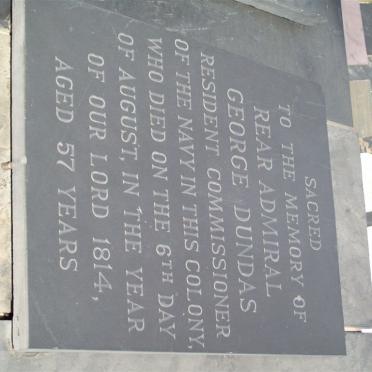 SACRED
TO THE MEMORY OF
REAR ADMIRAL
GEORGE DUNDAS
RESIDENT COMMISSIONER
OF THE NAVY IN THIS COLONY,
WHO DIED ON THE 6TH DAY
OF AUGUST, IN THE YEAR
OF OUR LORD 1814,
AGED 57 YEARS